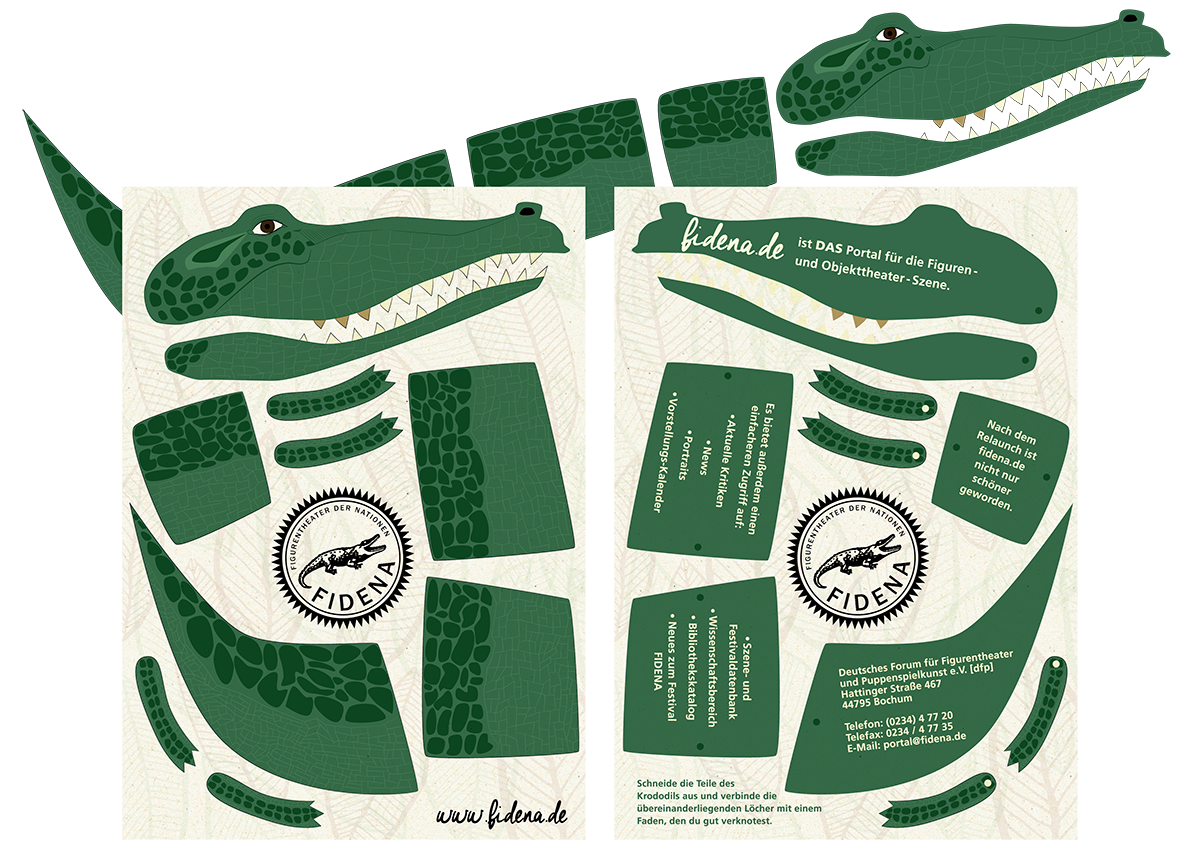 FIGURENTHEATER DER NATIONEN
FIDENA
www.fidena.de
fidena.de
ist DAS Portal für die Figuren-
und Objekttheater-Szene.
Es bietet außerdem einen
einfacheren Zugriff auf:
• Aktuelle Kritiken
• News
• Portraits
• Vorstellungs-Kalender
Nach dem
Relaunch ist
fidena.de
nicht nur
schöner
geworden.
FIGURENTHEATER DER NATIONEN
FIDENA
• Szene- und
Festivaldatenbank
• Wissenschaftsbereich
• Bibliothekskatalog
• Neues zum Festival
FIDENA
Deutsches Forum für Figurentheater
und Puppenspielkunst e.V. [dfp]
Hattinger Straße 467
44795 Bochum
Telefon: (0234) 4 77 20
Telefax: 0234 / 4 77 35
E-Mail: portal@fidena.de
Schneide die Teile des
Krododils aus und verbinde die
übereinanderliegenden Löcher mit einem
Faden, den du gut verknotest.